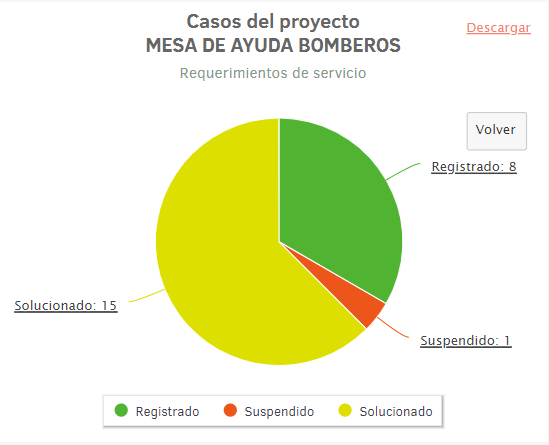 Casos del proyecto
MESA DE AYUDA BOMBEROS
Descargar
Requerimientos de servicio
Volver
Registrado: 8
Solucionado: 15
Suspendido: 1
Registrado
Suspendido
Solucionado